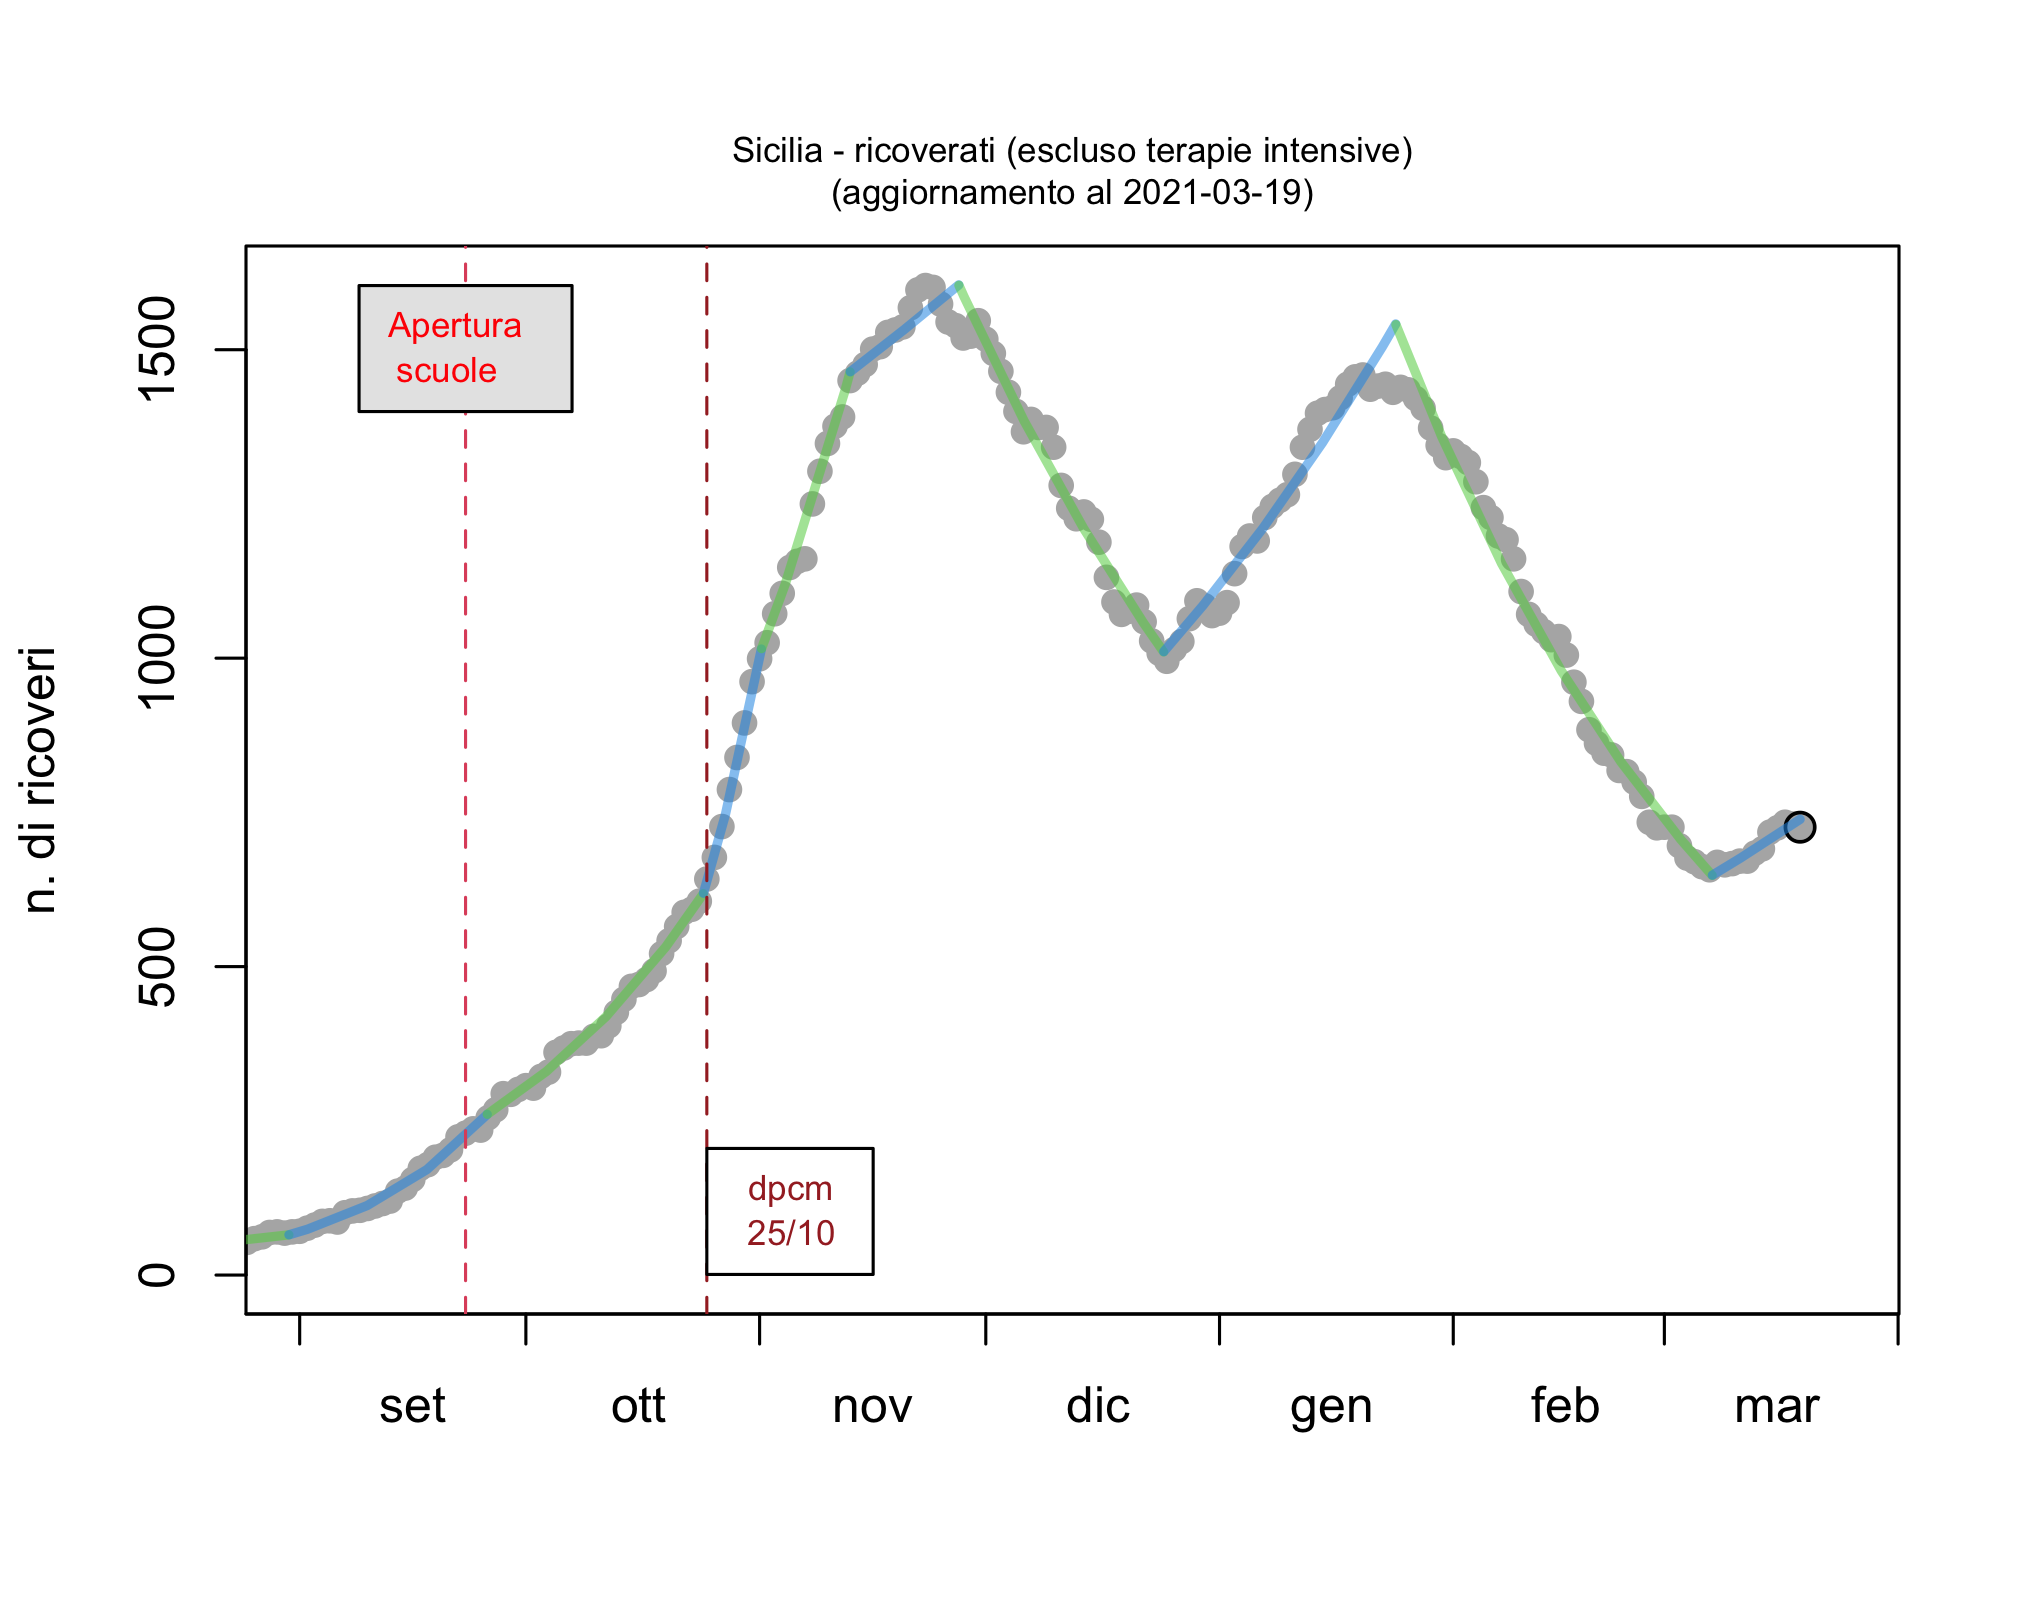 Sicilia - ricoverati (escluso terapie intensive)
(aggiornamento al 2021-03-19)
Apertura
scuole
dpcm
25/10
n. di ricoveri
1500
1000
500
0
set ott nov dic gen feb mar